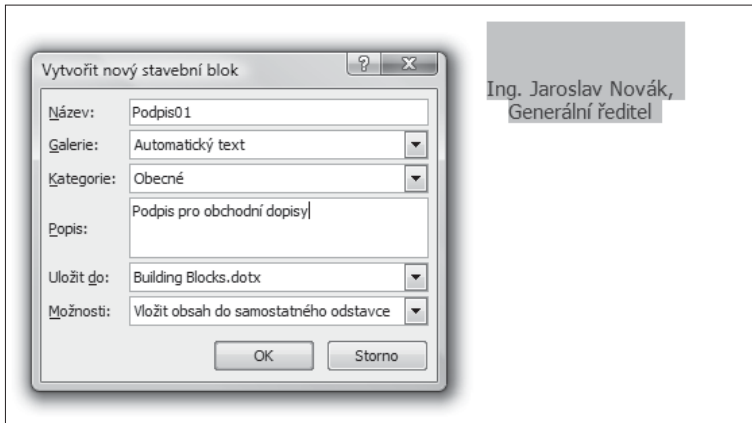 Vytvořit nový stavební blok
Název: Podpis01
Galerie: Automatický text
Kategorie: Obecné
Popis: Podpis pro obchodní dopisy
Uložit do: Building Blocks.dotx
Možnosti: Vložit obsah do samostatného odstavce
OK Storno
Ing. Jaroslav Novák,
Generální ředitel